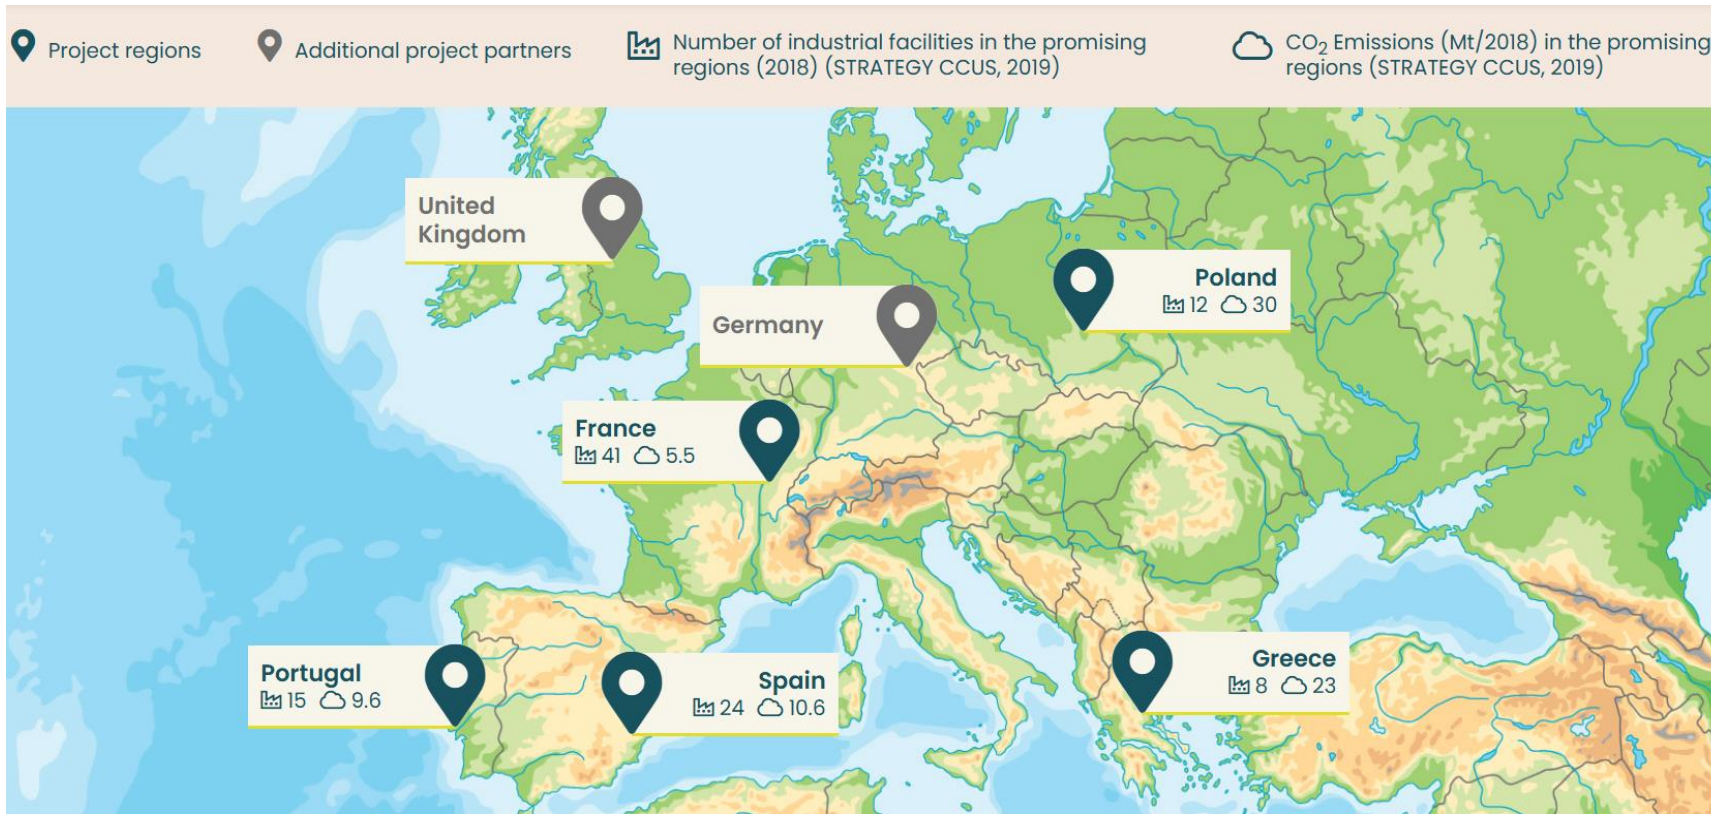 Project regions
Additional project partners
Number of industrial facilities in the promising
regions (2018) (STRATEGY CCUS, 2019)
CO₂ Emissions (Mt/2018) in the promising
regions (STRATEGY CCUS, 2019)
United
Kingdom
Poland
12 30
Germany
France
41 5.5
Portugal
15 9.6
Spain
24 10.6
Greece
8 23